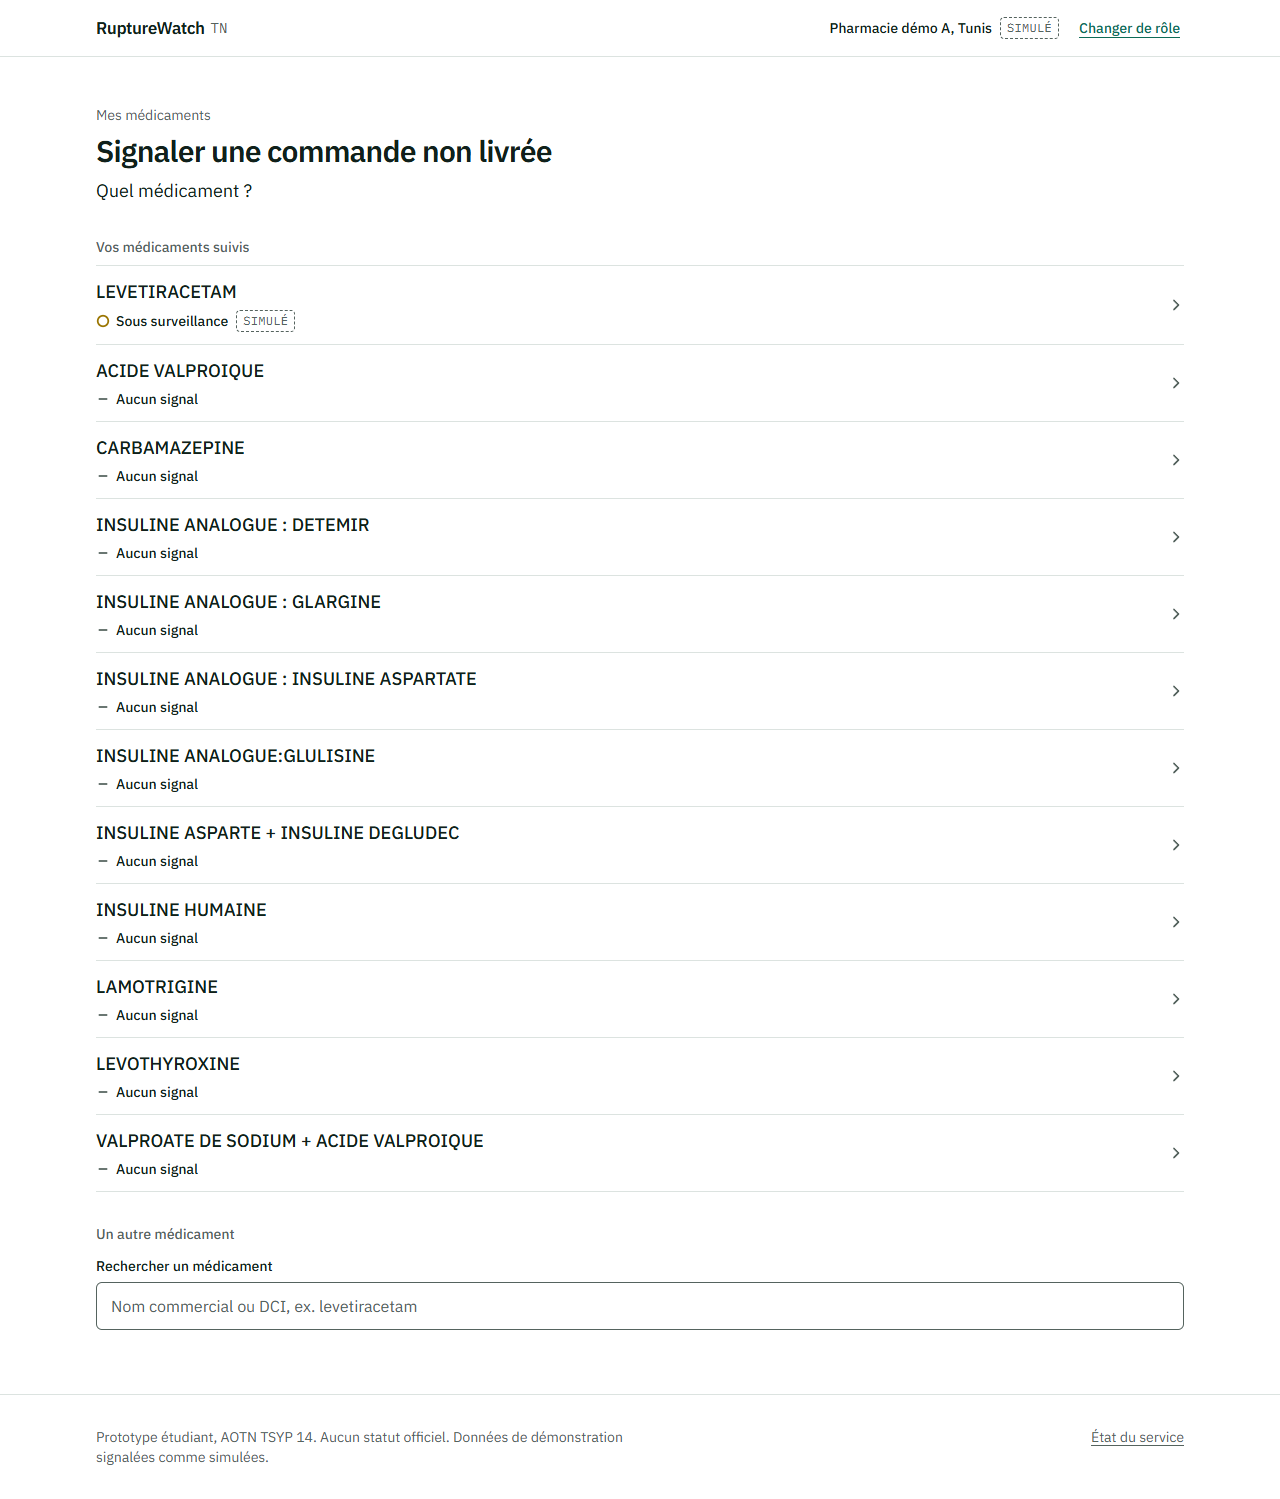 RuptureWatch TN
Pharmacie démo A, Tunis SIMULÉ Changer de rôle
Mes médicaments
Signaler une commande non livrée
Quel médicament ?
Vos médicaments suivis
LEVETIRACETAM
Sous surveillance SIMULÉ
ACIDE VALPROIQUE
Aucun signal
CARBAMAZEPINE
Aucun signal
INSULINE ANALOGUE : DETEMIR
Aucun signal
INSULINE ANALOGUE : GLARGINE
Aucun signal
INSULINE ANALOGUE : INSULINE ASPARTATE
Aucun signal
INSULINE ANALOGUE:GLULISINE
Aucun signal
INSULINE ASPARTE + INSULINE DEGLUDEC
Aucun signal
INSULINE HUMAINE
Aucun signal
LAMOTRIGINE
Aucun signal
LEVOTHYROXINE
Aucun signal
VALPROATE DE SODIUM + ACIDE VALPROIQUE
Aucun signal
Un autre médicament
Rechercher un médicament
Nom commercial ou DCI, ex. levetiracetam
Prototype étudiant, AOTN TSYP 14. Aucun statut officiel. Données de démonstration
signalées comme simulées.
État du service